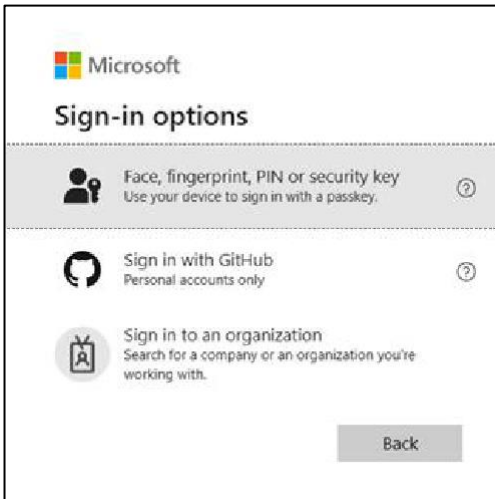 Microsoft
Sign-in options
Face, fingerprint, PIN or security key
Use your device to sign in with a passkey.
Sign in with GitHub
Personal accounts only
Sign in to an organization
Search for a company or an organization you're
working with.
Back